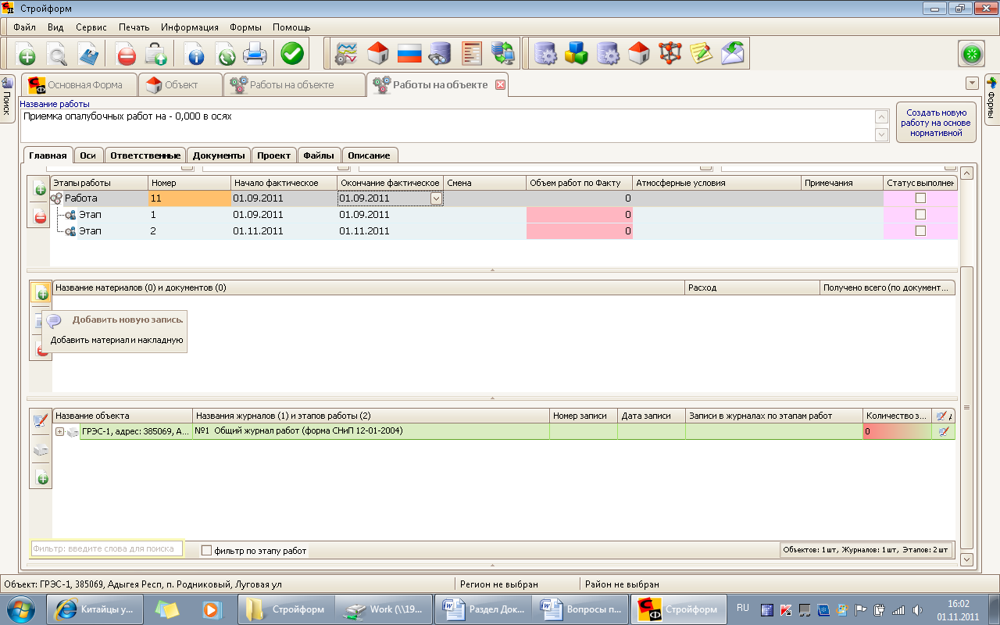 Стройформ
Файл Вид Сервис Печать Информация Формы Помощь
Основная Форма Объект Работы на объекте Работы на объекте
Поиск
Формы
Название работы
Приемка опалубочных работ на - 0,000 в осях
Создать новую
работу на основе
нормативной
Главная Оси Ответственные Документы Проект Файлы Описание
Этапы работы Номер Начало фактическое Окончание фактическое Смена Объем работ по Факту Атмосферные условия Примечания Статус выполнен
Работа 11 01.09.2011 01.09.2011 0
Этап 1 01.09.2011 01.09.2011 0
Этап 2 01.11.2011 01.11.2011 0
Название материалов (0) и документов (0) Расход Получено всего (по документ...
Добавить новую запись.
Добавить материал и накладную
Название объекта Названия журналов (1) и этапов работы (2) Номер записи Дата записи Записи в журналах по этапам работ Количество з...
ГРЭС-1, адрес: 385069, А... №1 Общий журнал работ (форма СНиП 12-01-2004) 0
Фильтр: введите слова для поиска фильтр по этапу работ Объектов: 1 шт, Журналов: 1 шт, Этапов: 2 шт
Объект: ГРЭС-1, 385069, Адыгея Респ, п. Родниковый, Луговая ул Регион не выбран Район не выбран
Китайцы у... Стройформ Work (\\19... Раздел Док... Вопросы п... Стройформ RU 16:02
01.11.2011